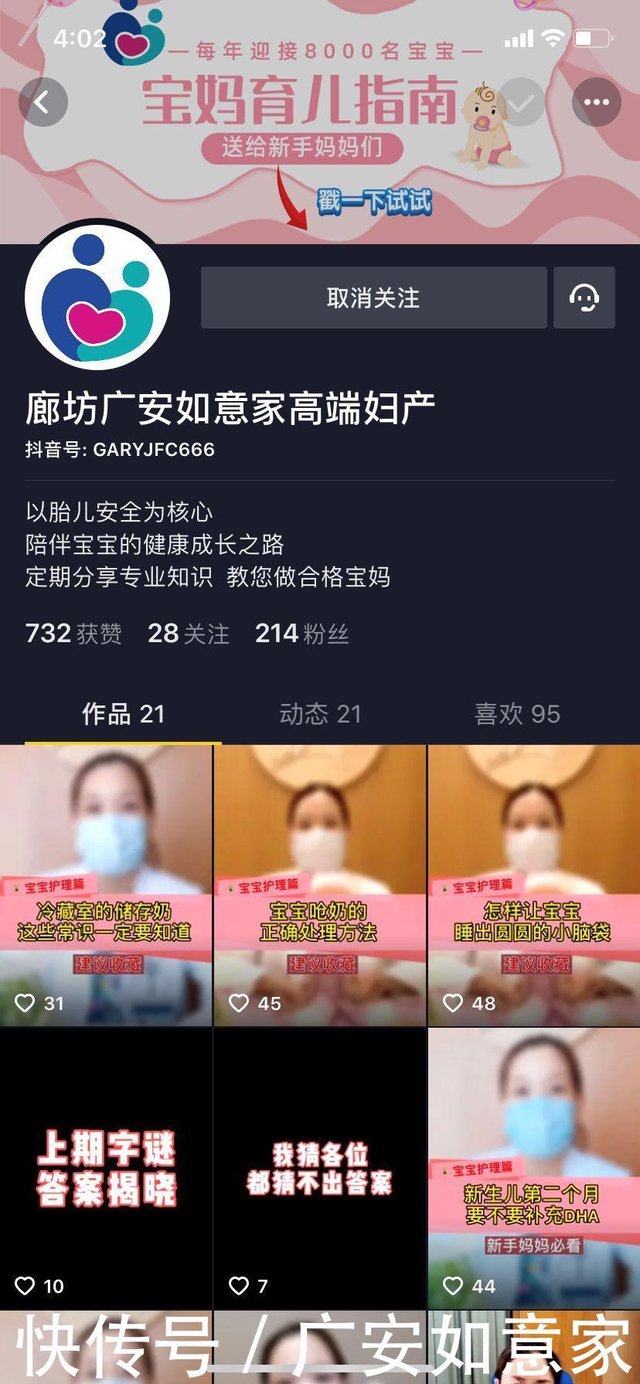 4:02
每年迎接8000名宝宝
宝妈育儿指南
送给新手妈妈们
戳一下试试
取消关注
廊坊广安如意家高端妇产
抖音号: GARYJFC666
以胎儿安全为核心
陪伴宝宝的健康成长之路
定期分享专业知识 教您做合格宝妈
732 获赞 28 关注 214 粉丝
作品 21 动态 21 喜欢 95
宝宝护理篇
冷藏室的储存奶
这些常识一定要知道
建议收藏
31
宝宝护理篇
宝宝呛奶的
正确处理方法
建议收藏
45
宝宝护理篇
怎样让宝宝
睡出圆圆的小脑袋
建议收藏
48
上期字谜
答案揭晓
10
我猜各位
都猜不出答案
7
宝宝护理篇
新生儿第二个月
要不要补充DHA
新手妈妈必看
44
快传号 / 广安如意家